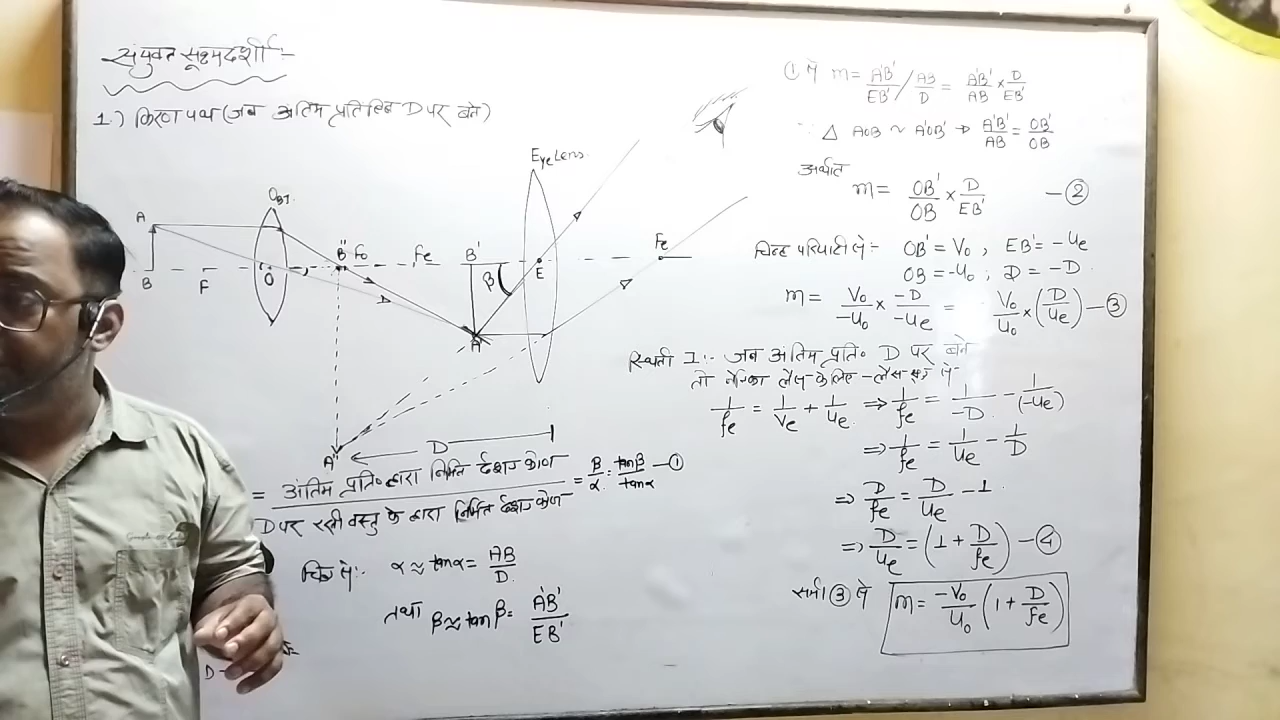 संयुक्त सूक्ष्मदर्शी :-
1.) किरण पथ (जब अंतिम प्रतिबिंब D पर बने)
OBJ.
Eye Lens.
A
B F O B" Fo Fe B' β E Fe
A'
A" D
= अंतिम प्रति॰ द्वारा निर्मित दर्शन कोण / D पर रखी वस्तु के द्वारा निर्मित दर्शन कोण = β/α = tanβ/tanα —①
चित्र से :- α ≈ tanα = AB/D.
तथा β ≈ tanβ = A'B'/EB'
D -
① से m = A'B'/EB' / AB/D = A'B'/AB × D/EB'
∵ △ AOB ~ A'OB' ⇒ A'B'/AB = OB'/OB
अर्थात
m = OB'/OB × D/EB' —②
चिन्ह परिपाटी से :- OB' = Vo , EB' = -Ue
OB = -Uo ; D = -D
m = Vo/-Uo × -D/-Ue = Vo/Uo × (D/Ue) —③
स्थिती I :- जब अंतिम प्रति॰ D पर बने
तो नेत्रिका लैंस के लिए - लैंस सूत्र से -
1/fe = 1/Ve + 1/Ue ⇒ 1/fe = 1/-D - 1/(-Ue)
⇒ 1/fe = 1/Ue - 1/D
⇒ D/fe = D/Ue - 1
⇒ D/Ue = (1 + D/fe) —④
समी ③ से m = -Vo/Uo (1 + D/fe)